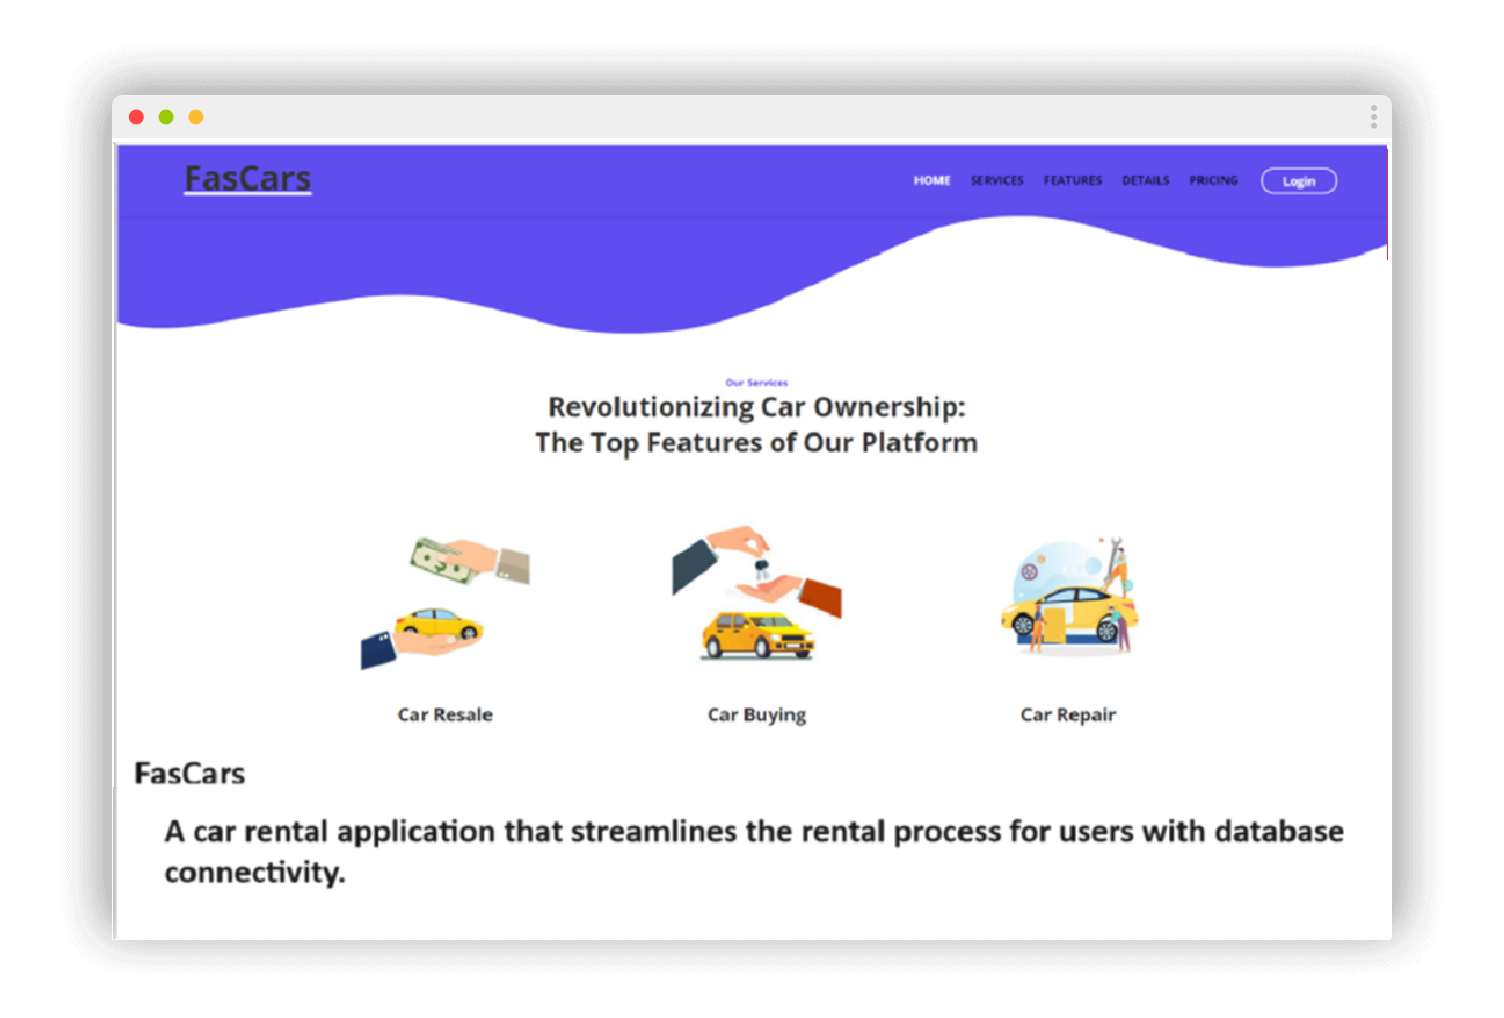 FasCars
HOME SERVICES FEATURES DETAILS PRICING Login
Our Services
Revolutionizing Car Ownership:
The Top Features of Our Platform
Car Resale Car Buying Car Repair
FasCars
A car rental application that streamlines the rental process for users with database
connectivity.